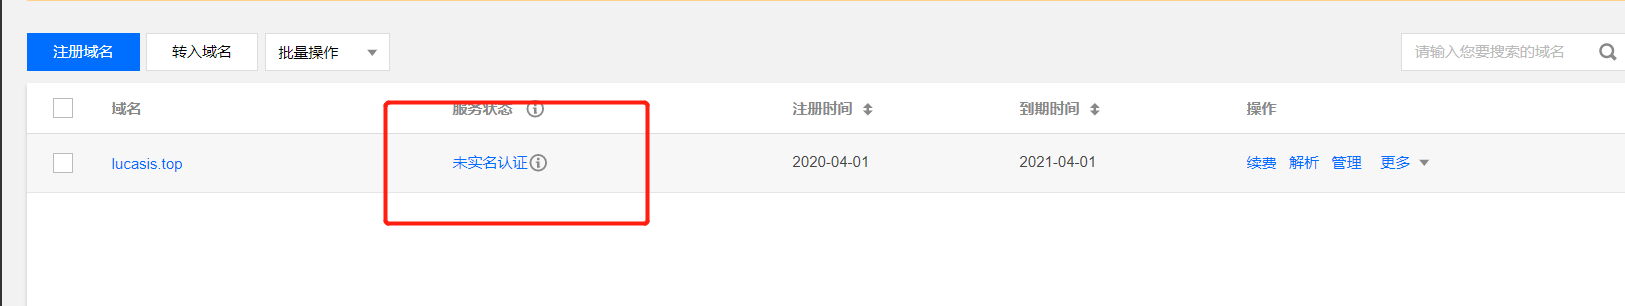 注册域名 转入域名 批量操作 请输入您要搜索的域名
域名 服务状态 注册时间 到期时间 操作
lucasis.top 未实名认证 2020-04-01 2021-04-01 续费 解析 管理 更多